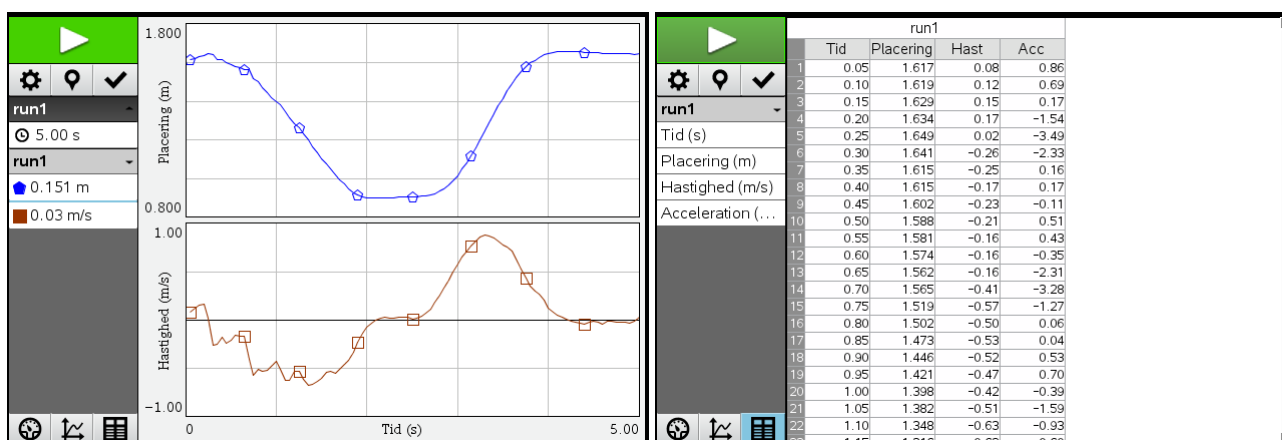 run1
5.00 s
run1
0.151 m
0.03 m/s
1.800
Placering (m)
0.800
1.00
Hastighed (m/s)
-1.00
0
Tid (s)
5.00
run1
Tid (s)
Placering (m)
Hastighed (m/s)
Acceleration (...
run1
Tid Placering Hast Acc
1 0.05 1.617 0.08 0.86
2 0.10 1.619 0.12 0.69
3 0.15 1.629 0.15 0.17
4 0.20 1.634 0.17 -1.54
5 0.25 1.649 0.02 -3.49
6 0.30 1.641 -0.26 -2.33
7 0.35 1.615 -0.25 0.16
8 0.40 1.615 -0.17 0.17
9 0.45 1.602 -0.23 -0.11
10 0.50 1.588 -0.21 0.51
11 0.55 1.581 -0.16 0.43
12 0.60 1.574 -0.16 -0.35
13 0.65 1.562 -0.16 -2.31
14 0.70 1.565 -0.41 -3.28
15 0.75 1.519 -0.57 -1.27
16 0.80 1.502 -0.50 0.06
17 0.85 1.473 -0.53 0.04
18 0.90 1.446 -0.52 0.53
19 0.95 1.421 -0.47 0.70
20 1.00 1.398 -0.42 -0.39
21 1.05 1.382 -0.51 -1.59
22 1.10 1.348 -0.63 -0.93